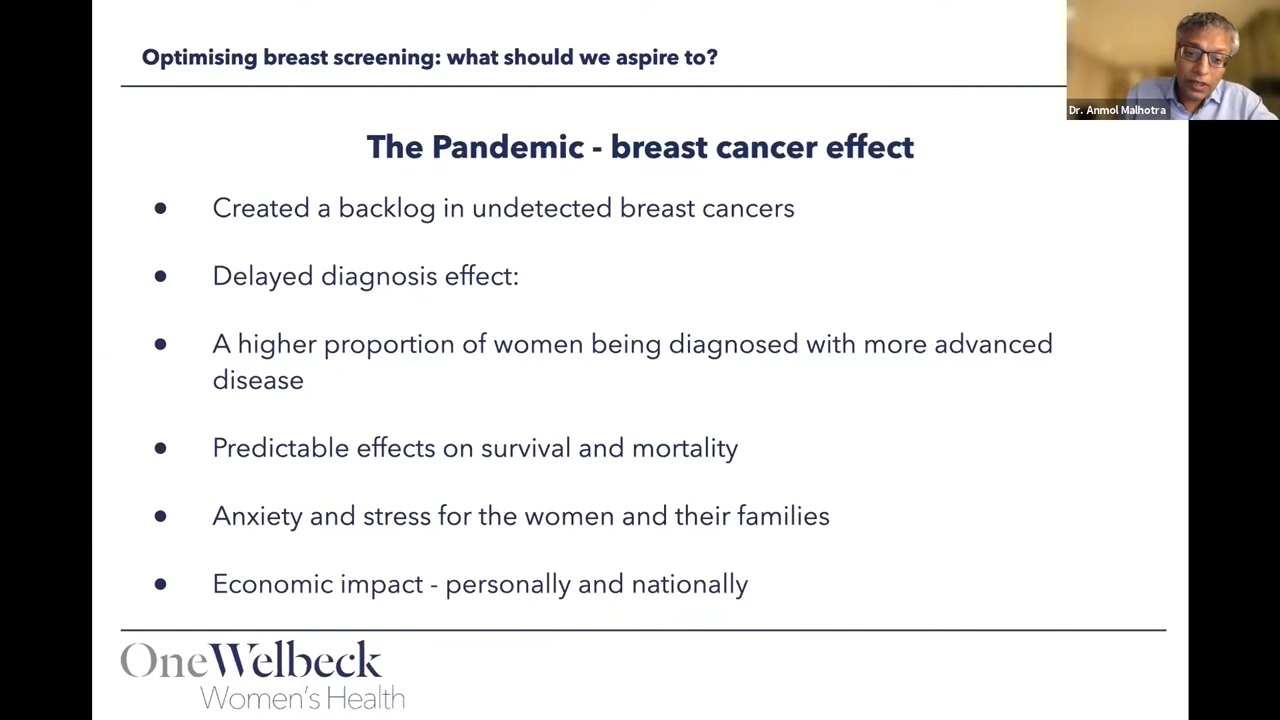 Optimising breast screening: what should we aspire to?
Dr. Anmol Malhotra
The Pandemic - breast cancer effect
● Created a backlog in undetected breast cancers
● Delayed diagnosis effect:
● A higher proportion of women being diagnosed with more advanced
disease
● Predictable effects on survival and mortality
● Anxiety and stress for the women and their families
● Economic impact - personally and nationally
OneWelbeck
Women's Health